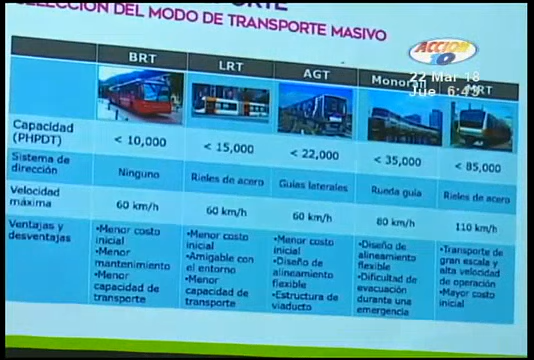 SELECCIÓN DEL MODO DE TRANSPORTE MASIVO
ACCION
10
22 Mar 18
Jue 6:4
BRT LRT AGT Monorriel MRT
Capacidad (PHPDT) < 10,000 < 15,000 < 22,000 < 35,000 < 85,000
Sistema de dirección Ninguno Rieles de acero Guías laterales Rueda guía Rieles de acero
Velocidad máxima 60 km/h 60 km/h 60 km/h 80 km/h 110 km/h
Ventajas y desventajas
•Menor costo inicial
•Menor mantenimiento
•Menor capacidad de transporte
•Menor costo inicial
•Amigable con el entorno
•Menor capacidad de transporte
•Menor costo inicial
•Diseño de alineamiento flexible
•Estructura de viaducto
•Diseño de alineamiento flexible
•Dificultad de evacuación durante una emergencia
•Transporte de gran escala y alta velocidad de operación
•Mayor costo inicial